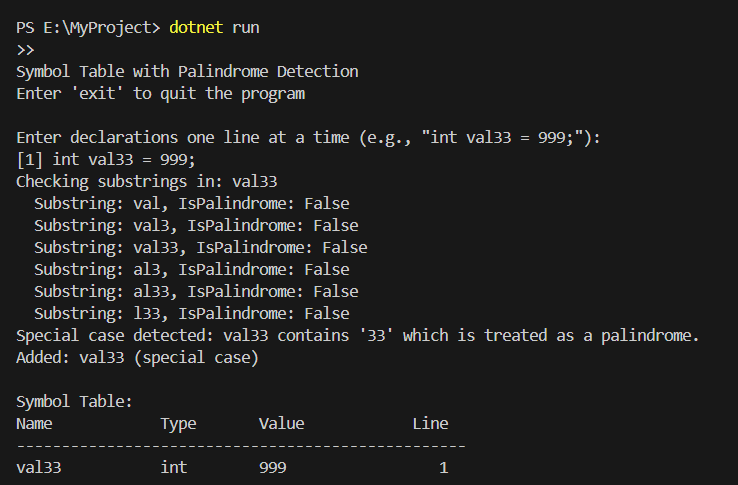 PS E:\MyProject> dotnet run
>>
Symbol Table with Palindrome Detection
Enter 'exit' to quit the program
Enter declarations one line at a time (e.g., "int val33 = 999;"):
[1] int val33 = 999;
Checking substrings in: val33
  Substring: val, IsPalindrome: False
  Substring: val3, IsPalindrome: False
  Substring: val33, IsPalindrome: False
  Substring: al3, IsPalindrome: False
  Substring: al33, IsPalindrome: False
  Substring: l33, IsPalindrome: False
Special case detected: val33 contains '33' which is treated as a palindrome.
Added: val33 (special case)
Symbol Table:
Name            Type       Value            Line
--------------------------------------------------
val33           int        999                 1